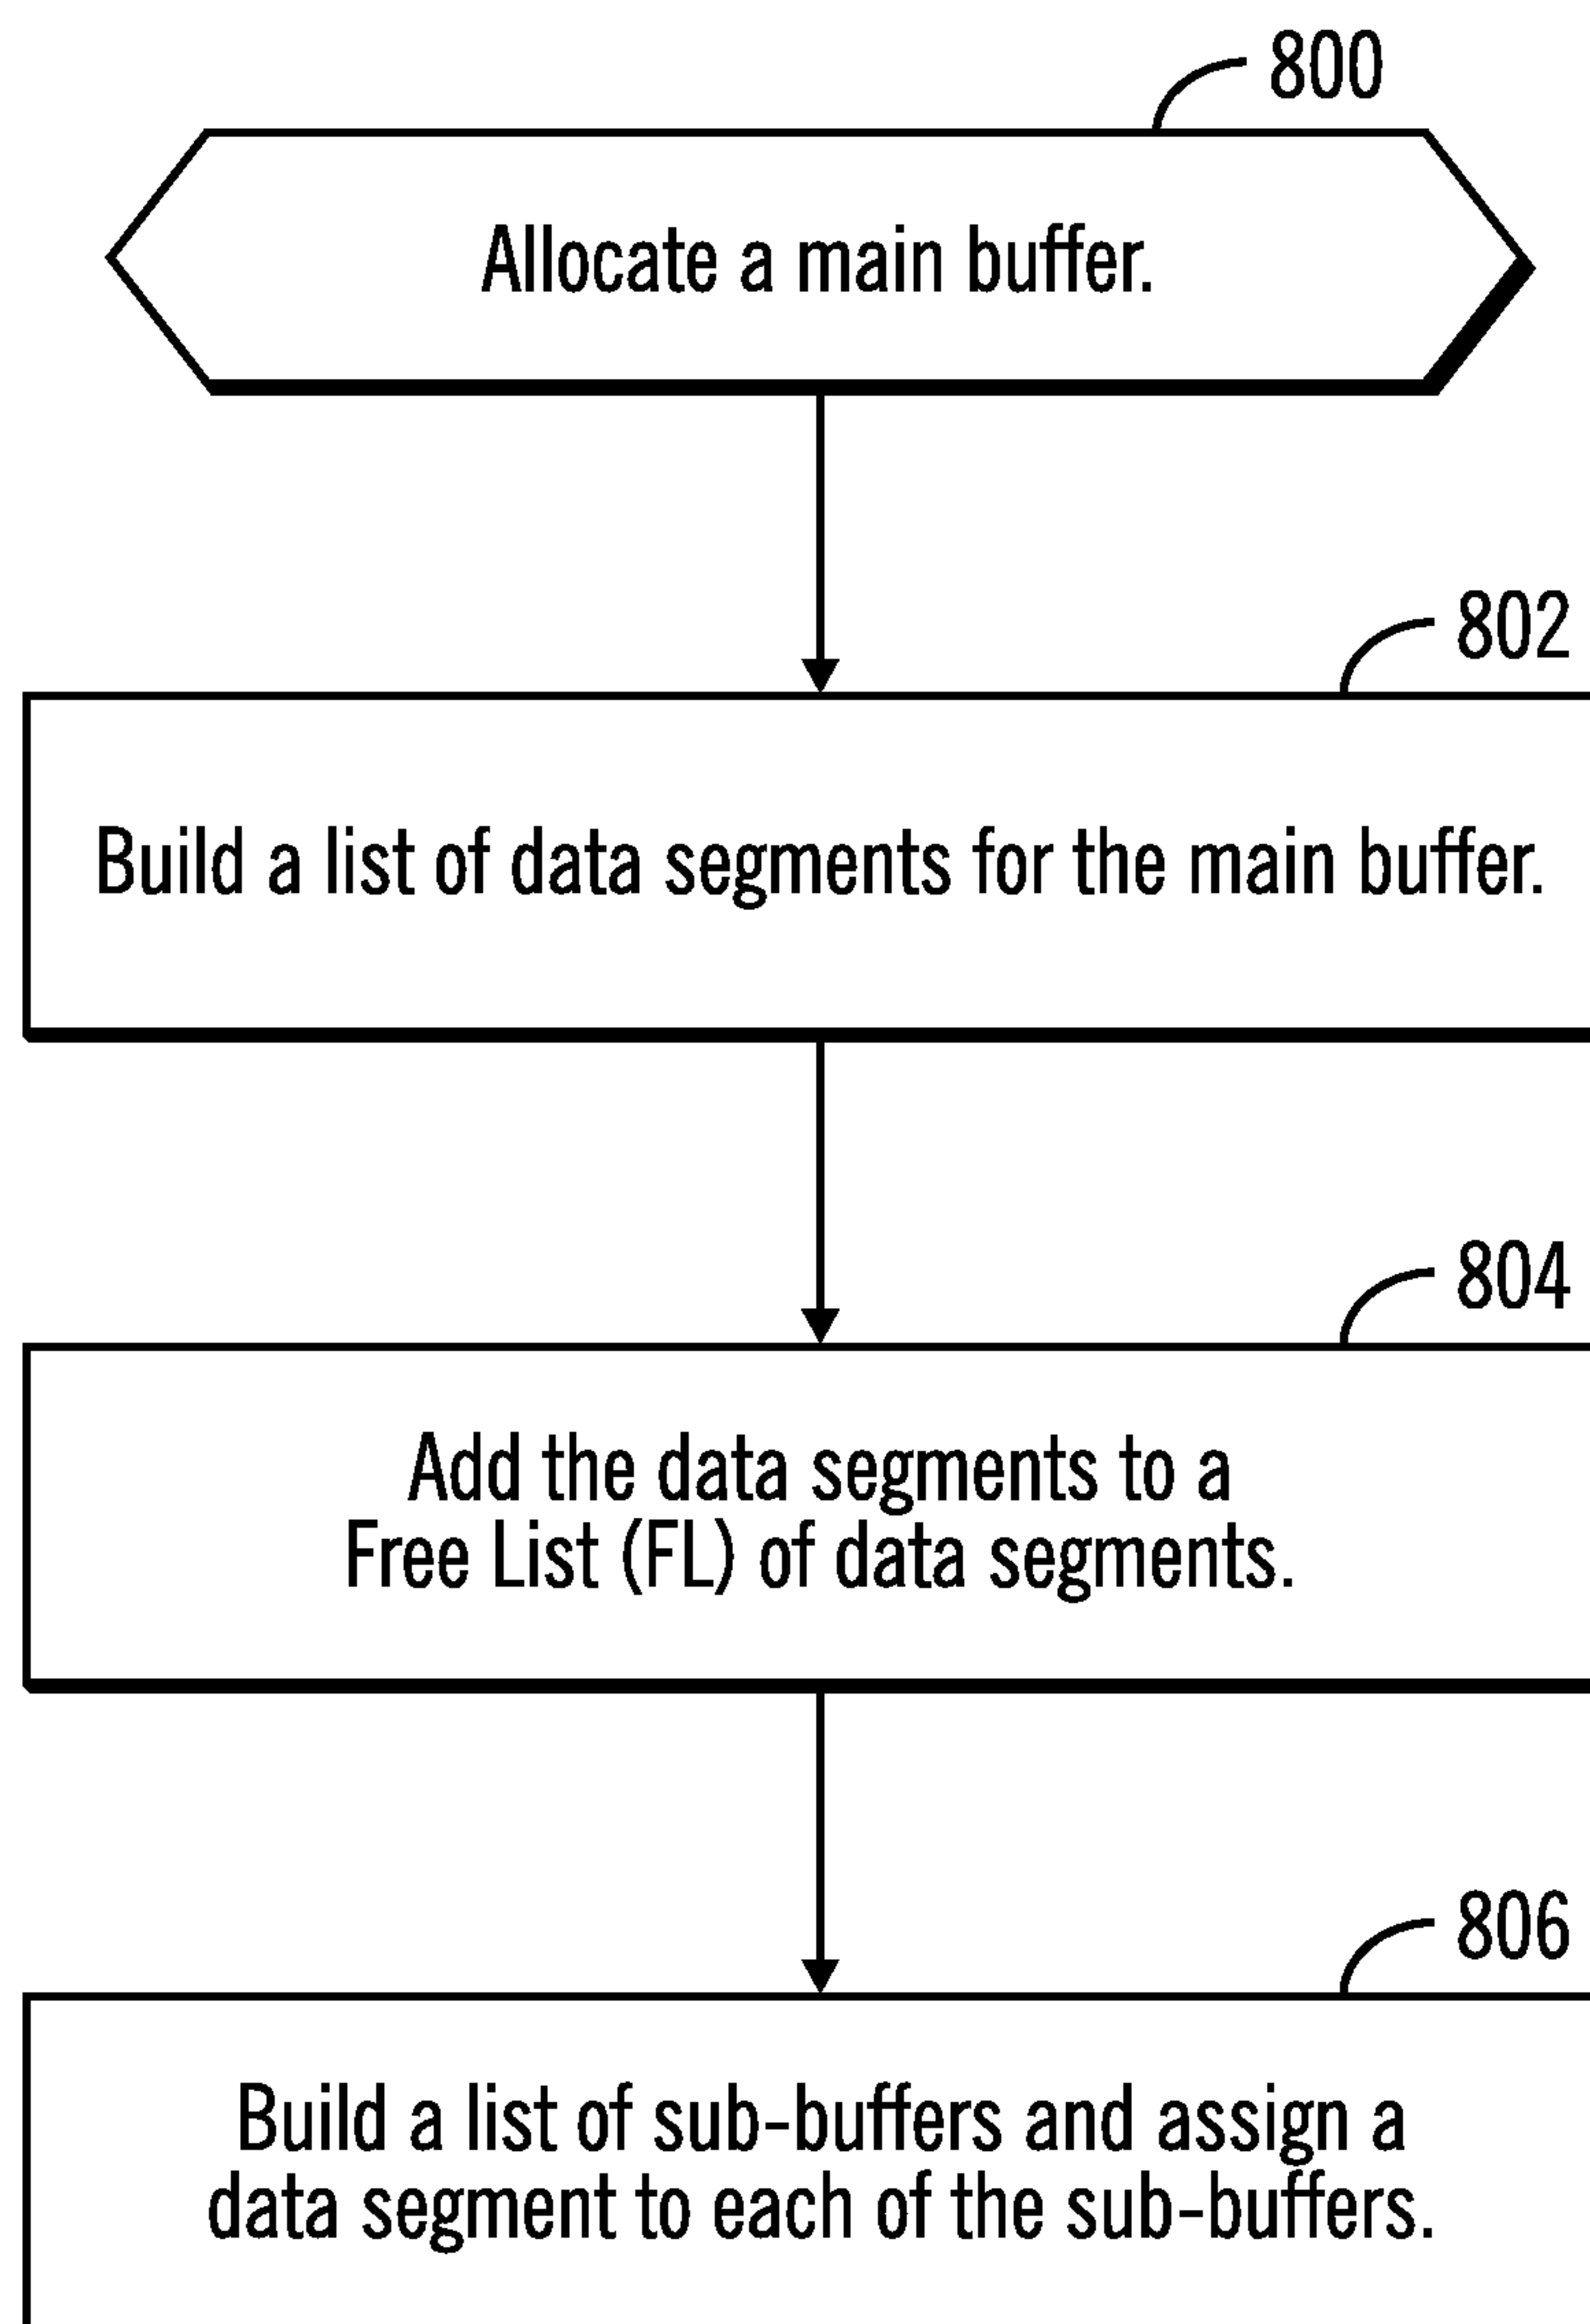 800
Allocate a main buffer.
802
Build a list of data segments for the main buffer.
804
Add the data segments to a
Free List (FL) of data segments.
806
Build a list of sub-buffers and assign a
data segment to each of the sub-buffers.